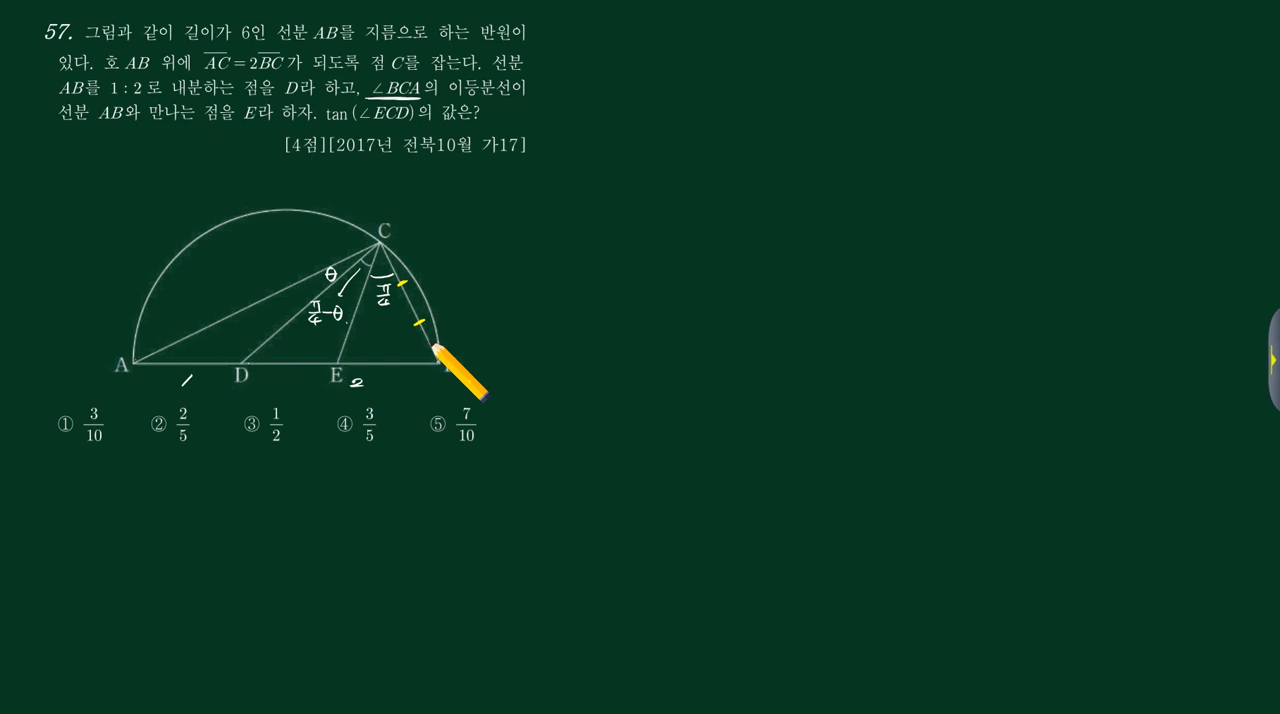 57. 그림과 같이 길이가 6인 선분 AB를 지름으로 하는 반원이
있다. 호 AB 위에 \overline{AC}=2\overline{BC}가 되도록 점 C를 잡는다. 선분
AB를 1:2로 내분하는 점을 D라 하고, ∠BCA의 이등분선이
선분 AB와 만나는 점을 E라 하자. tan(∠ECD)의 값은?
[4점][2017년 전북10월 가17]
C
θ
π/4
π/4-θ
A
D
E
1
2
① 3/10 ② 2/5 ③ 1/2 ④ 3/5 ⑤ 7/10